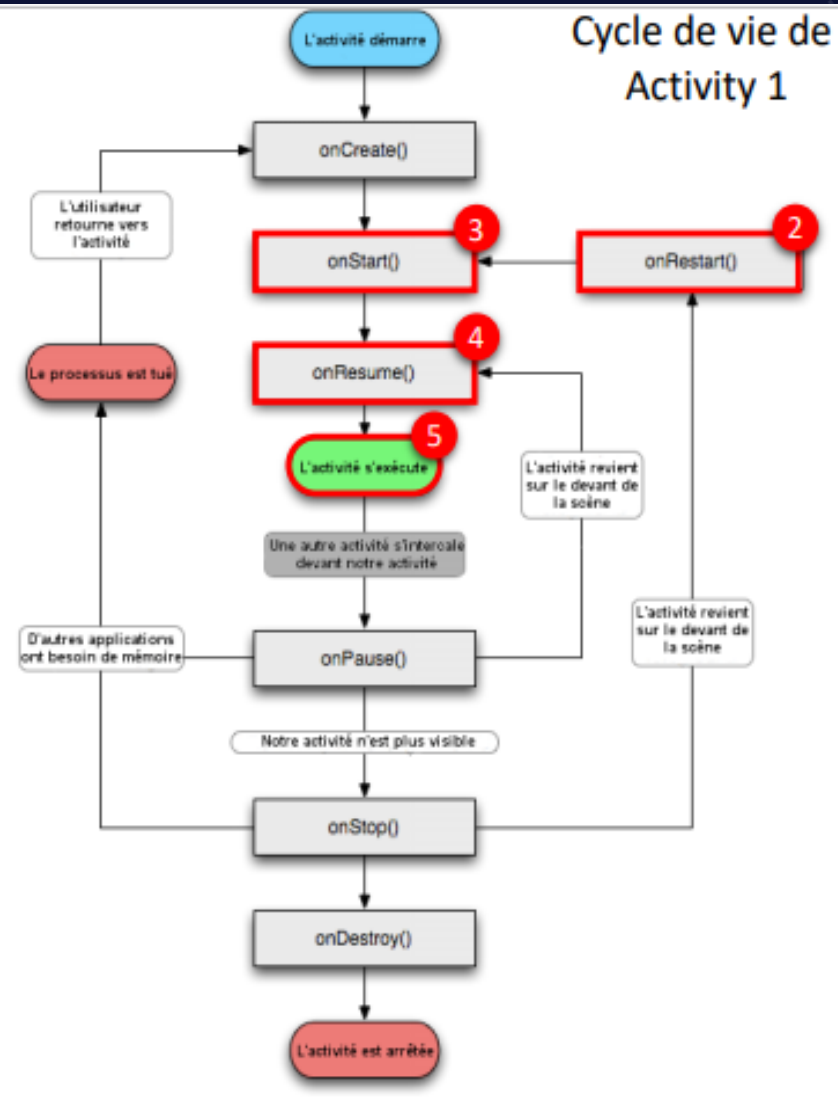 Cycle de vie de
Activity 1
L'activité démarre
onCreate()
L'utilisateur
retourne vers
l'activité
3
onStart()
2
onRestart()
Le processus est tué
4
onResume()
5
L'activité s'exécute
L'activité revient
sur le devant de
la scène
Une autre activité s'intercale
devant notre activité
L'activité revient
sur le devant de
la scène
D'autres applications
ont besoin de mémoire
onPause()
Notre activité n'est plus visible
onStop()
onDestroy()
L'activité est arrêtée